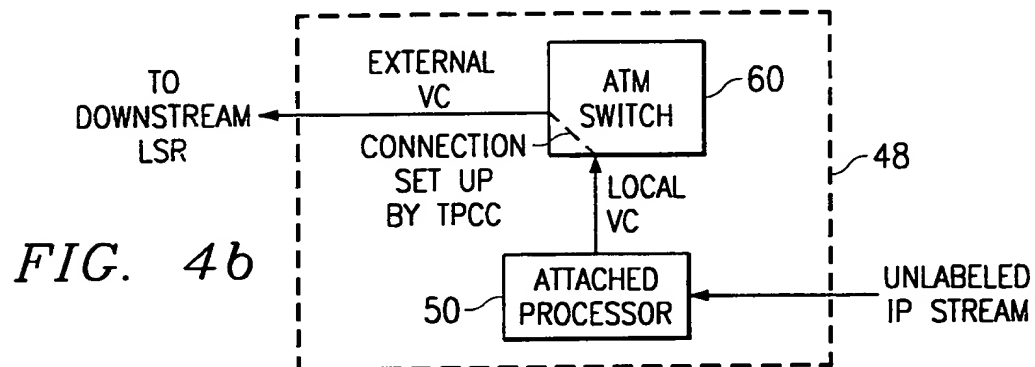 TO
DOWNSTREAM
LSR
EXTERNAL
VC
ATM
SWITCH
60
CONNECTION
SET UP
BY TPCC
LOCAL
VC
48
FIG. 4b
50
ATTACHED
PROCESSOR
UNLABELED
IP STREAM